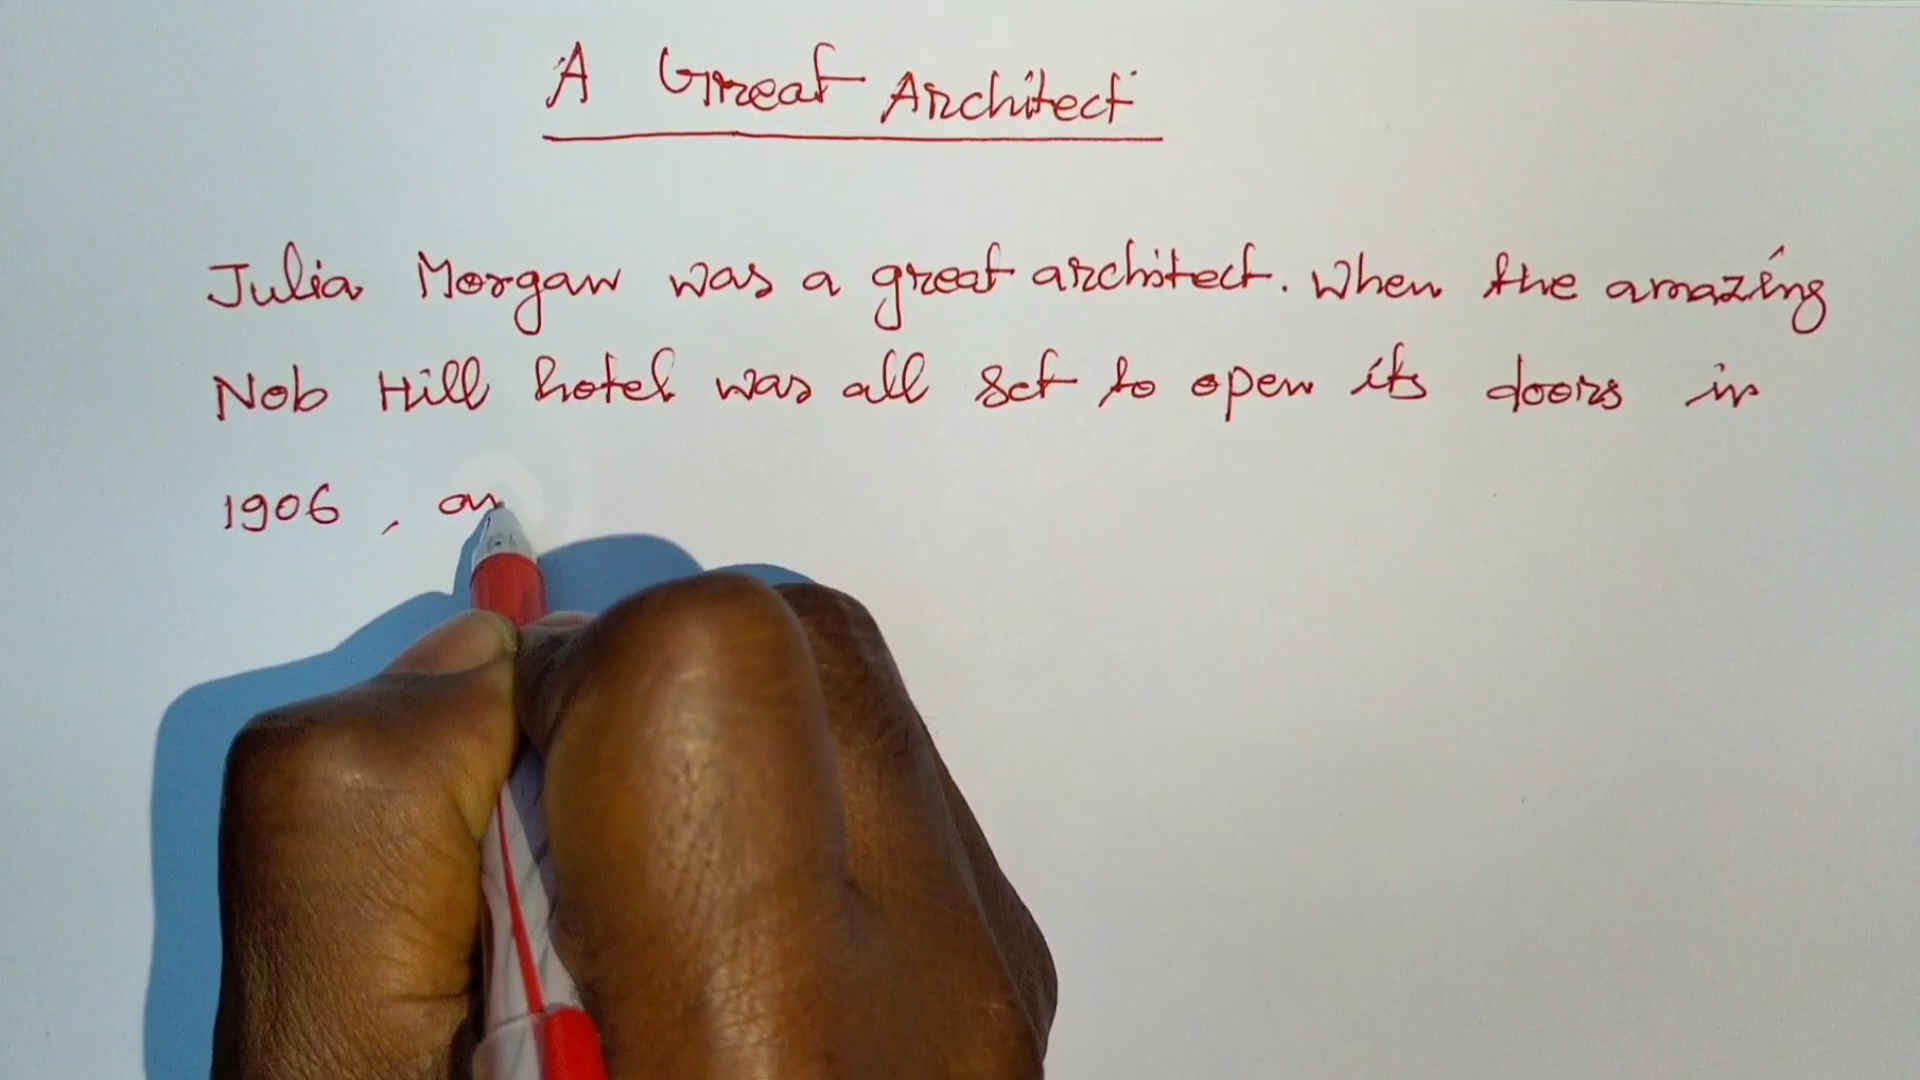 A Great Architect
Julia Morgan was a great architect. When the amazing
Nob Hill hotel was all set to open its doors in
1906, an